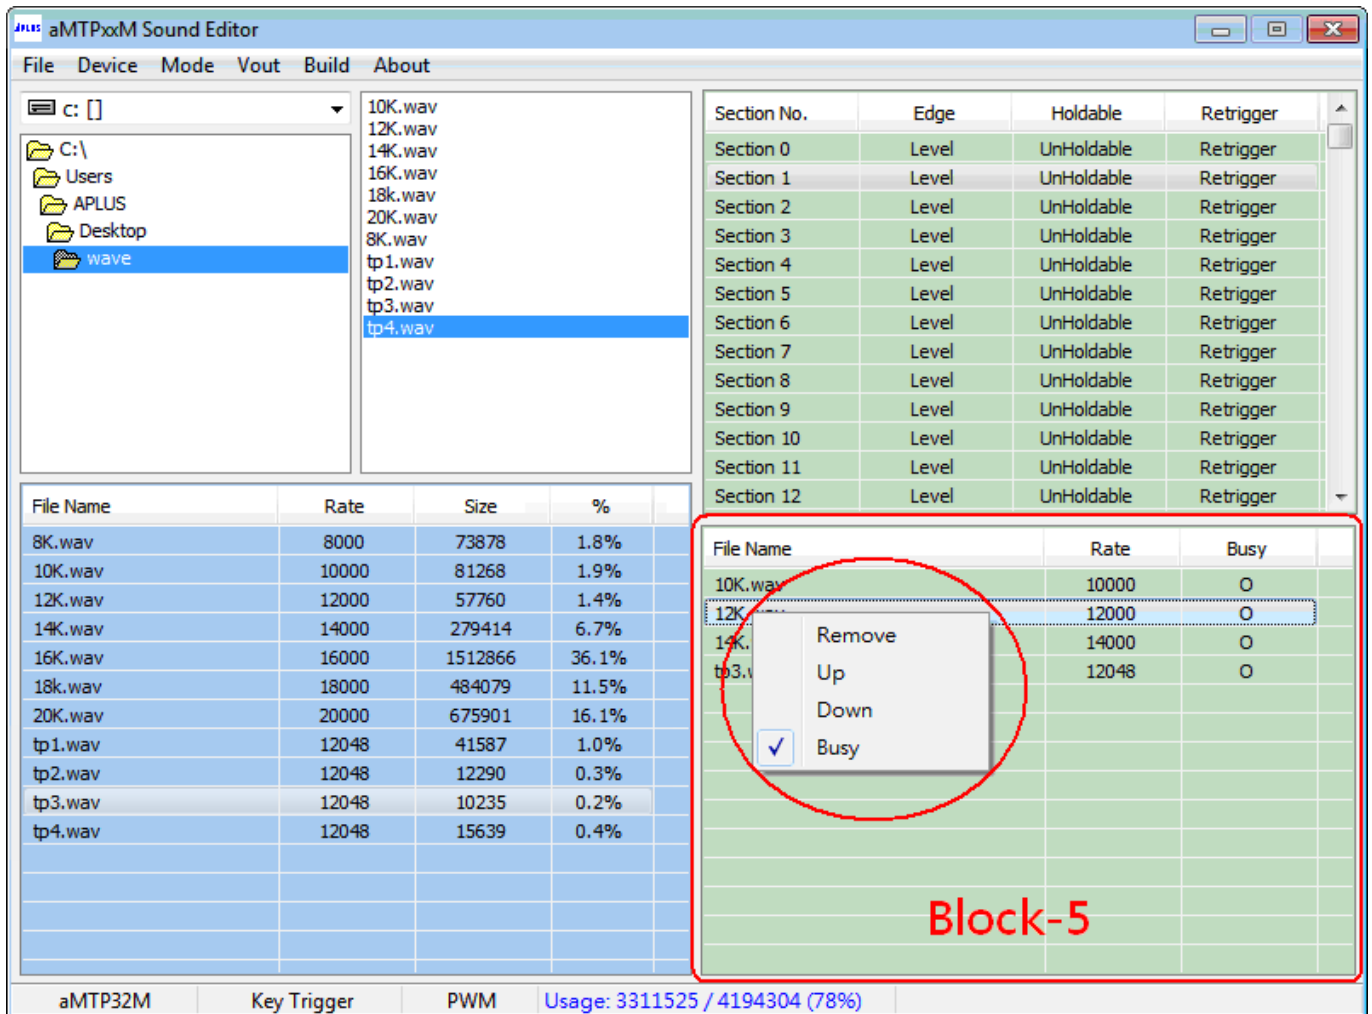 APLUS aMTPxxM Sound Editor
File Device Mode Vout Build About
c: []
C:\
Users
APLUS
Desktop
wave
10K.wav
12K.wav
14K.wav
16K.wav
18k.wav
20K.wav
8K.wav
tp1.wav
tp2.wav
tp3.wav
tp4.wav
Section No. Edge Holdable Retrigger
Section 0 Level UnHoldable Retrigger
Section 1 Level UnHoldable Retrigger
Section 2 Level UnHoldable Retrigger
Section 3 Level UnHoldable Retrigger
Section 4 Level UnHoldable Retrigger
Section 5 Level UnHoldable Retrigger
Section 6 Level UnHoldable Retrigger
Section 7 Level UnHoldable Retrigger
Section 8 Level UnHoldable Retrigger
Section 9 Level UnHoldable Retrigger
Section 10 Level UnHoldable Retrigger
Section 11 Level UnHoldable Retrigger
Section 12 Level UnHoldable Retrigger
File Name Rate Size %
8K.wav 8000 73878 1.8%
10K.wav 10000 81268 1.9%
12K.wav 12000 57760 1.4%
14K.wav 14000 279414 6.7%
16K.wav 16000 1512866 36.1%
18k.wav 18000 484079 11.5%
20K.wav 20000 675901 16.1%
tp1.wav 12048 41587 1.0%
tp2.wav 12048 12290 0.3%
tp3.wav 12048 10235 0.2%
tp4.wav 12048 15639 0.4%
File Name Rate Busy
10K.wav 10000 O
12K.wav 12000 O
14K. 14000 O
tp3. 12048 O
Remove
Up
Down
Busy
Block-5
aMTP32M Key Trigger PWM Usage: 3311525 / 4194304 (78%)